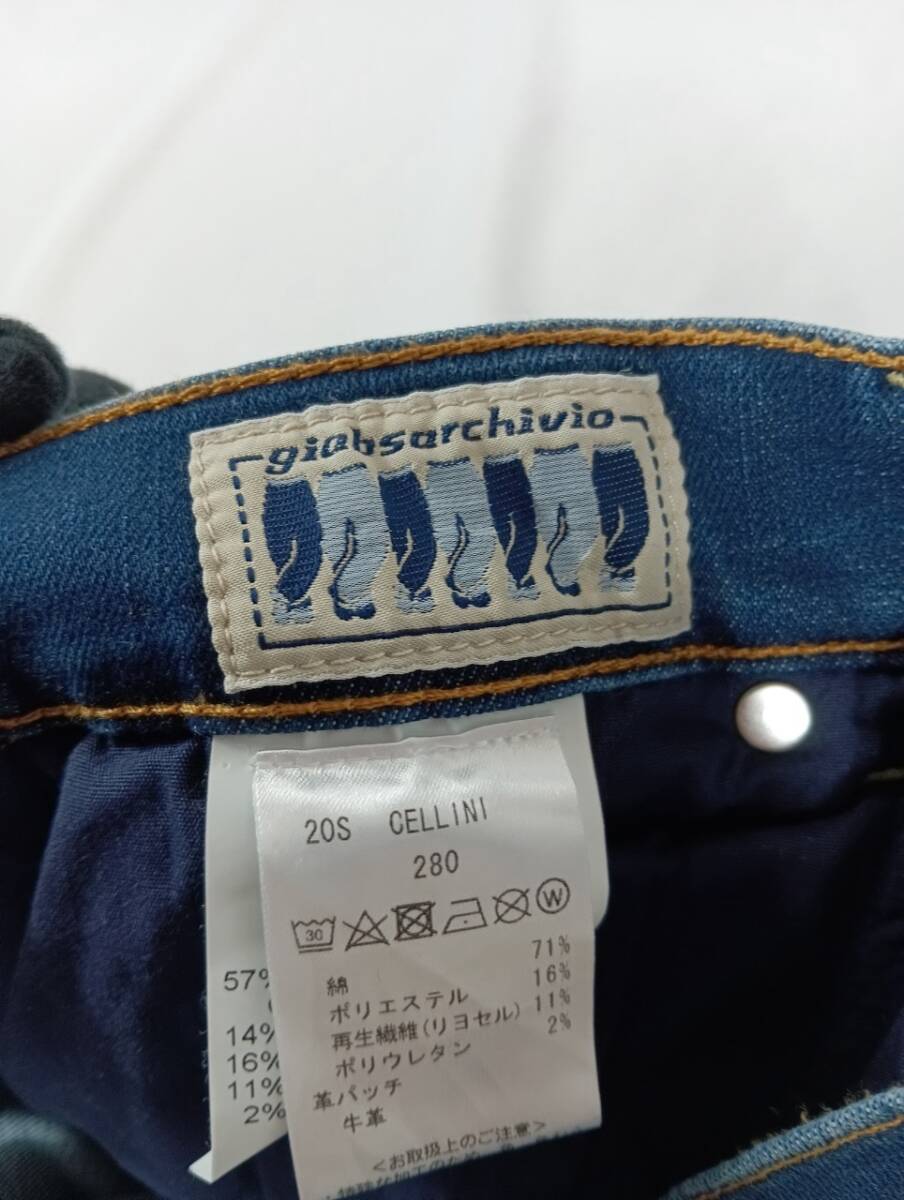 giabsarchivio
20S CELLINI
280
30
W
綿 71%
ポリエステル 16%
再生繊維(リヨセル) 11%
ポリウレタン 2%
革パッチ
牛革
<お取扱上のご注意>
57%
14%
16%
11%
2%